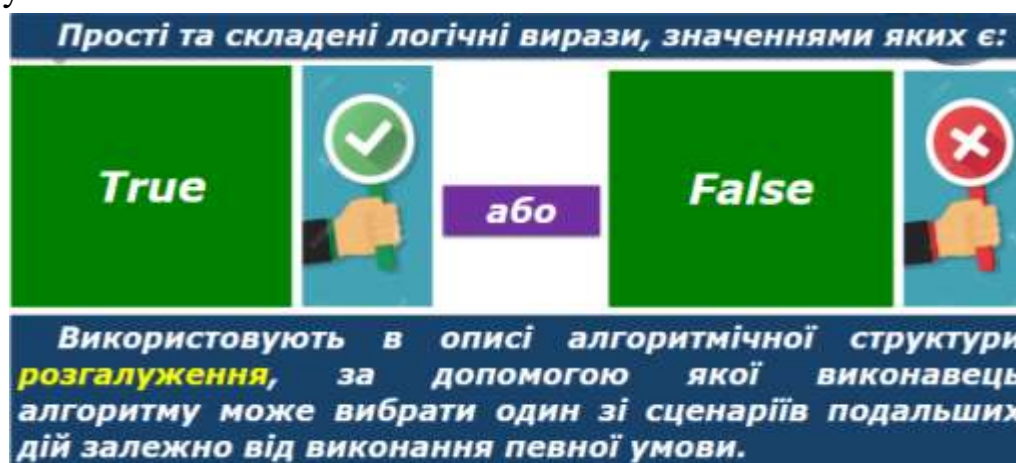 у
Прості та складені логічні вирази, значеннями яких є:
True
або
False
Використовують в описі алгоритмічної структури
розгалуження, за допомогою якої виконавець
алгоритму може вибрати один зі сценаріїв подальших
дій залежно від виконання певної умови.